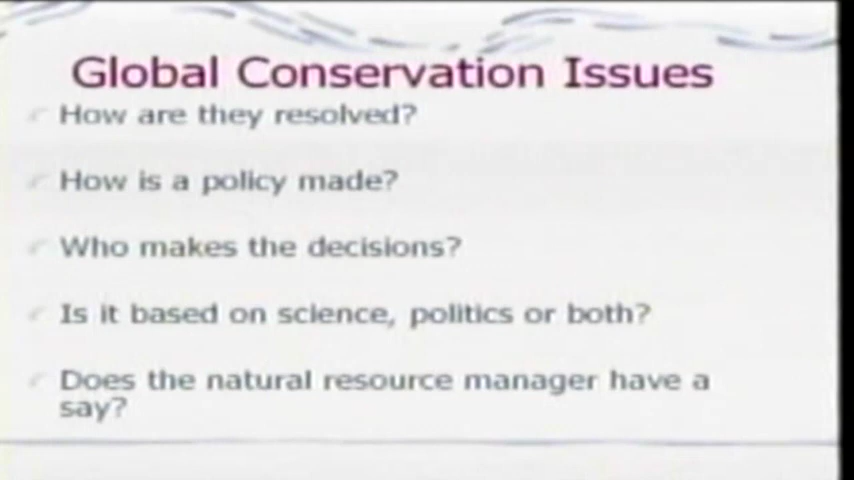 Global Conservation Issues
How are they resolved?
How is a policy made?
Who makes the decisions?
Is it based on science, politics or both?
Does the natural resource manager have a
say?